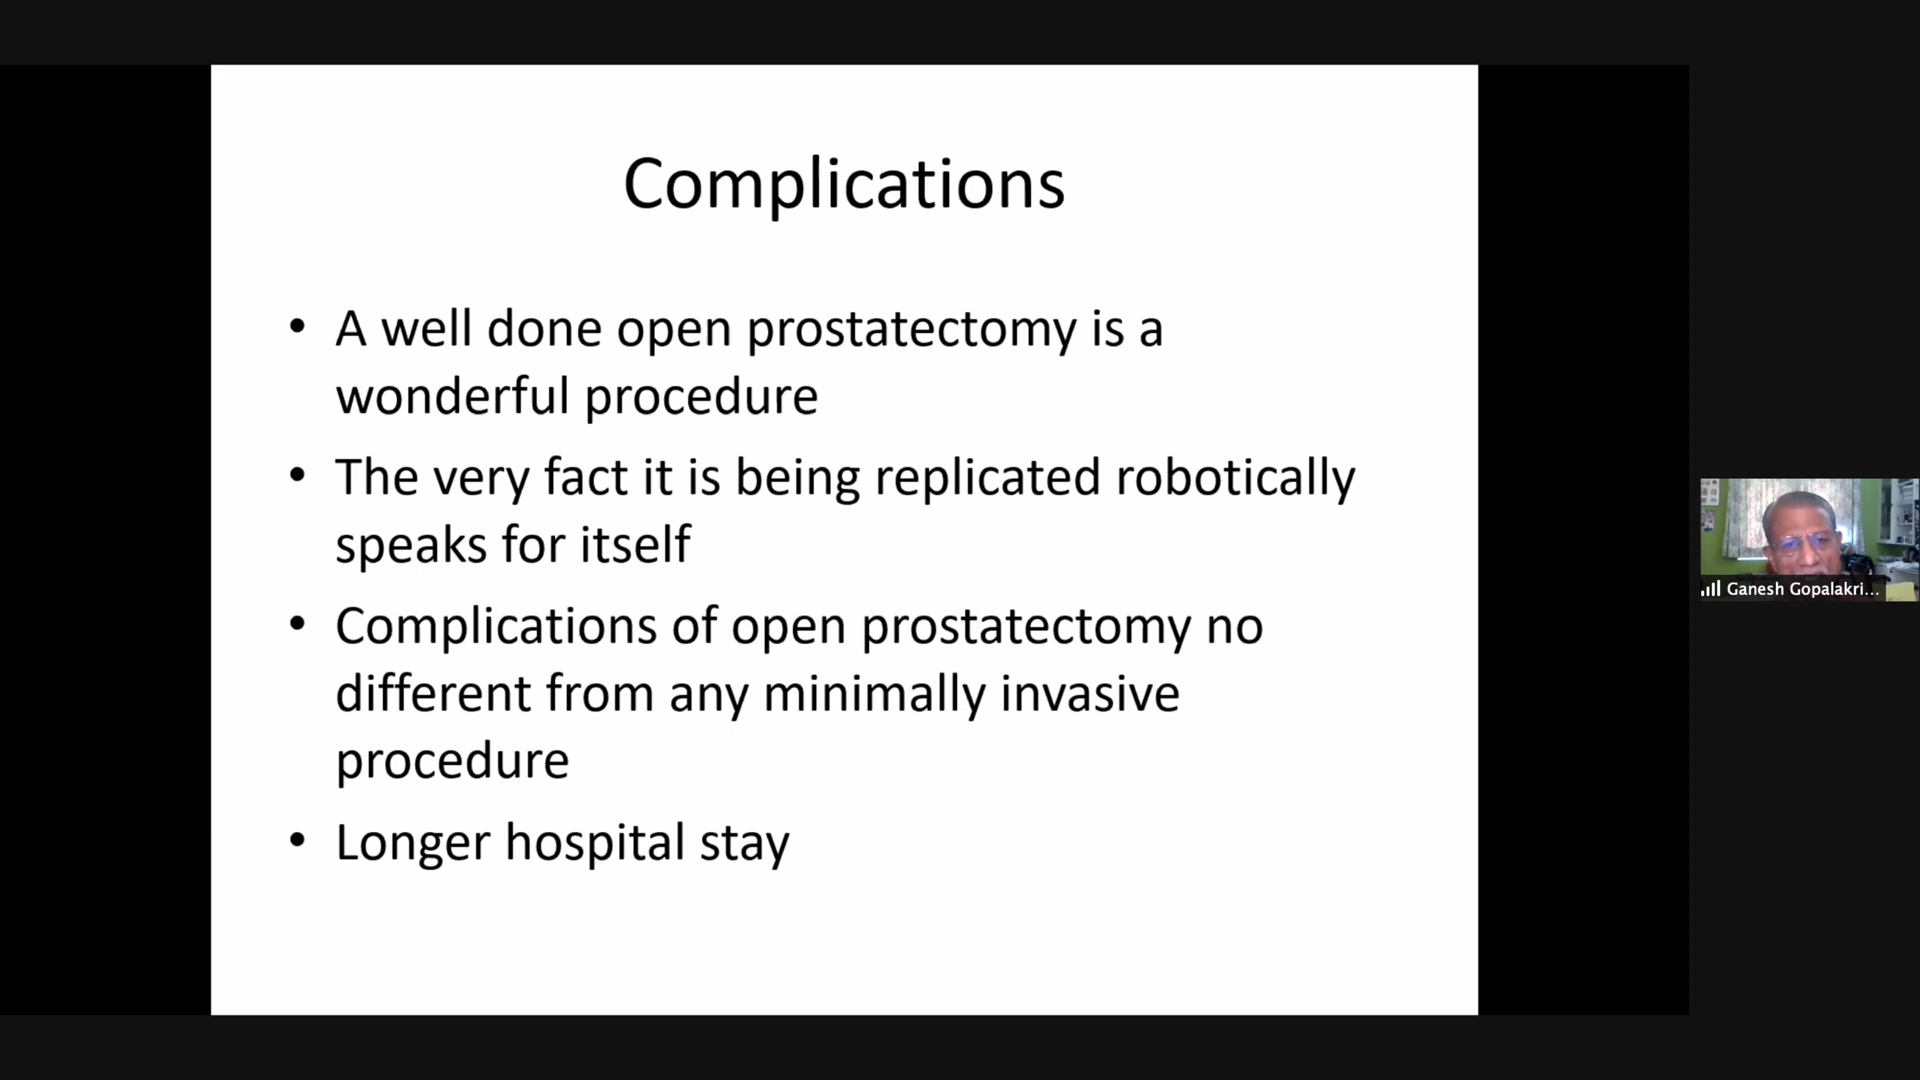 Complications
• A well done open prostatectomy is a
wonderful procedure
• The very fact it is being replicated robotically
speaks for itself
• Complications of open prostatectomy no
different from any minimally invasive
procedure
• Longer hospital stay
Ganesh Gopalakri...